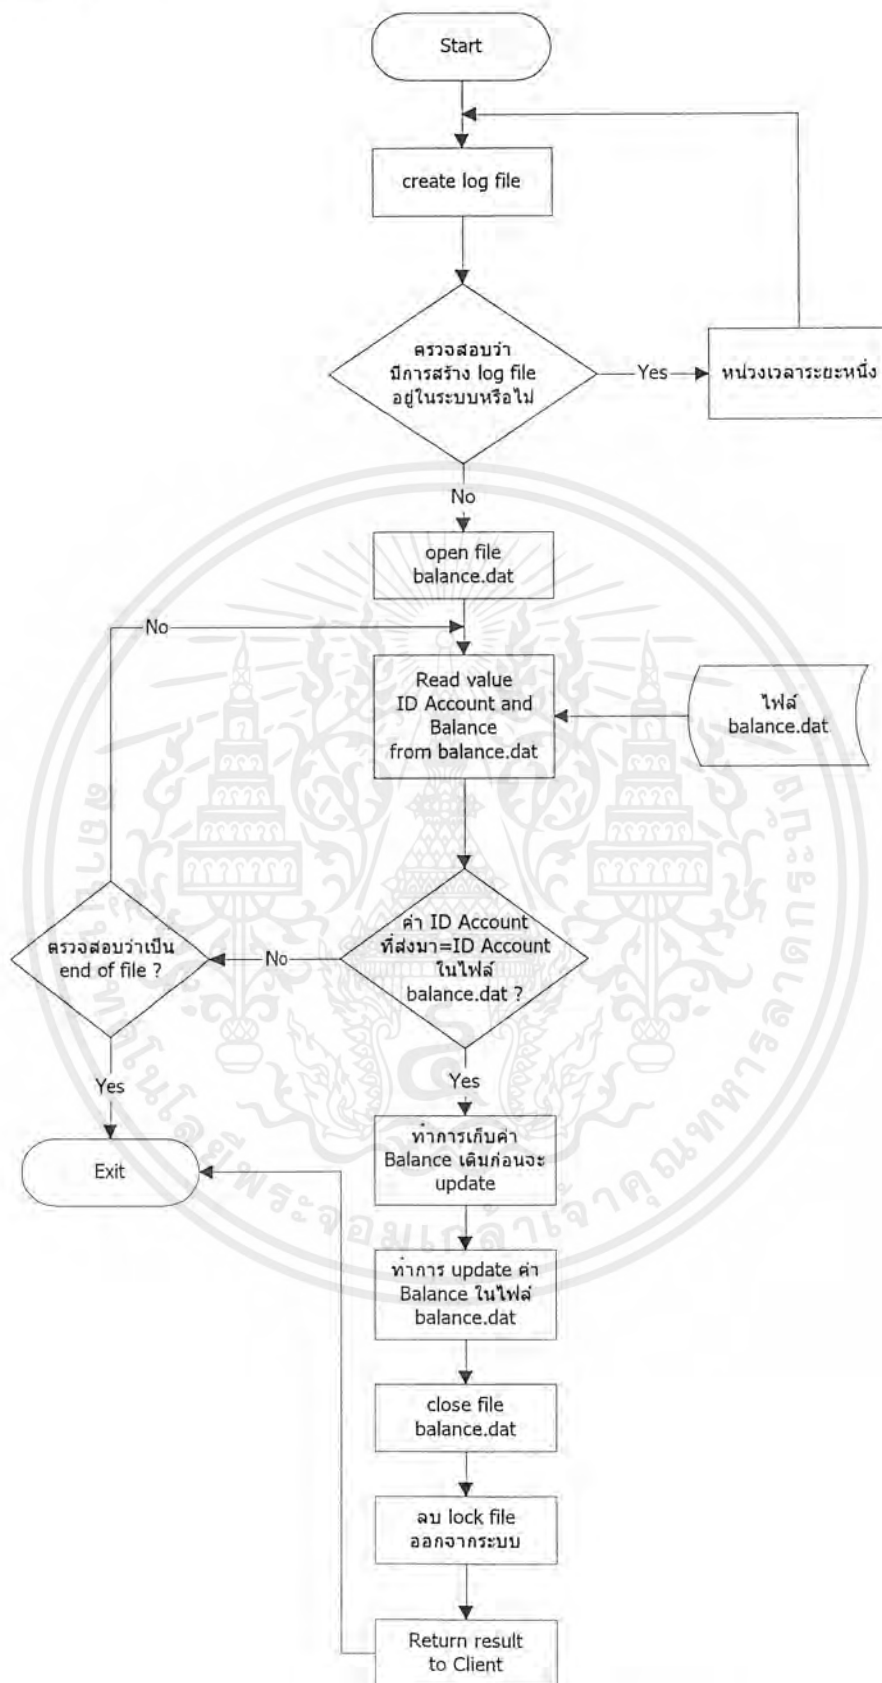 Start
create log file
ตรวจสอบว่า
มีการสร้าง log file
อยู่ในระบบหรือไม่
Yes
หน่วงเวลาระยะหนึ่ง
No
open file
balance.dat
No
Read value
ID Account and
Balance
from balance.dat
ไฟล์
balance.dat
ค่า ID Account
ที่ส่งมา=ID Account
ในไฟล์
balance.dat ?
No
ตรวจสอบว่าเป็น
end of file ?
Yes
Yes
Exit
ทำการเก็บค่า
Balance เดิมก่อนจะ
update
ทำการ update ค่า
Balance ในไฟล์
balance.dat
close file
balance.dat
ลบ lock file
ออกจากระบบ
Return result
to Client